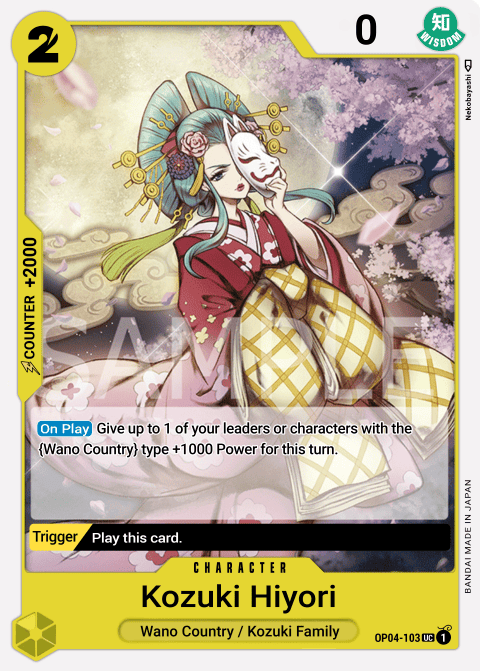 2
0
知
WISDOM
Nekobayashi
COUNTER +2000
SAMPLE
On Play Give up to 1 of your leaders or characters with the
{Wano Country} type +1000 Power for this turn.
Trigger Play this card.
BANDAI MADE IN JAPAN
CHARACTER
Kozuki Hiyori
Wano Country / Kozuki Family
OP04-103 UC 1